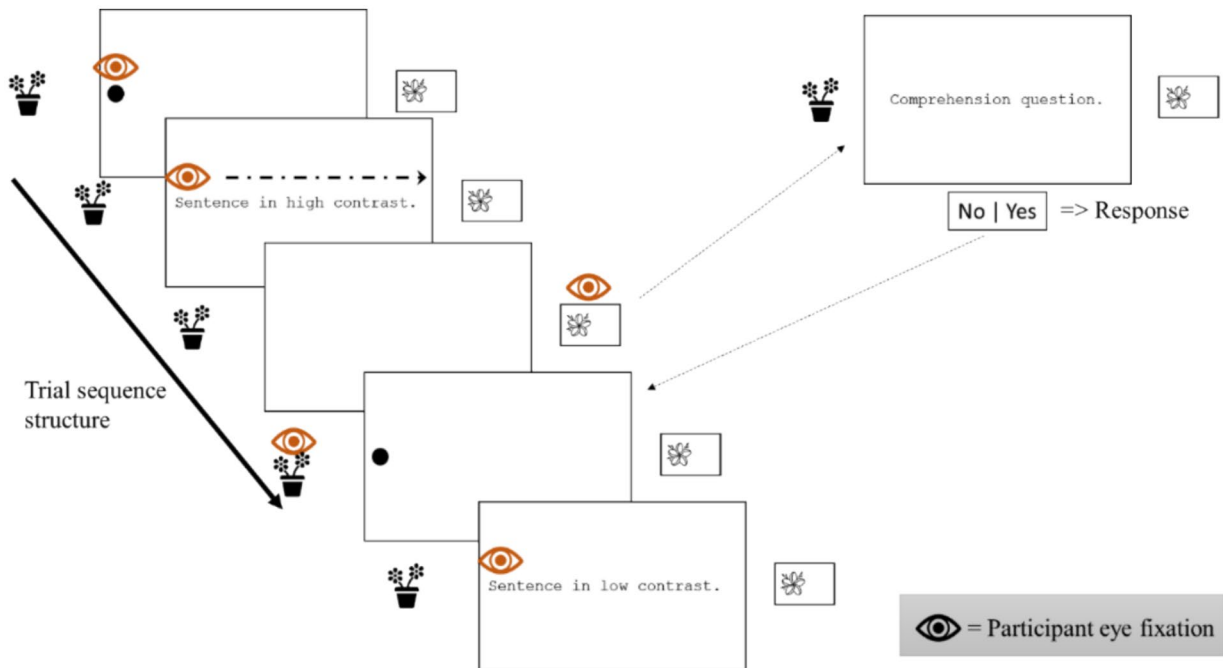 Comprehension question.
No | Yes => Response
Sentence in high contrast.
Trial sequence
structure
Sentence in low contrast.
= Participant eye fixation